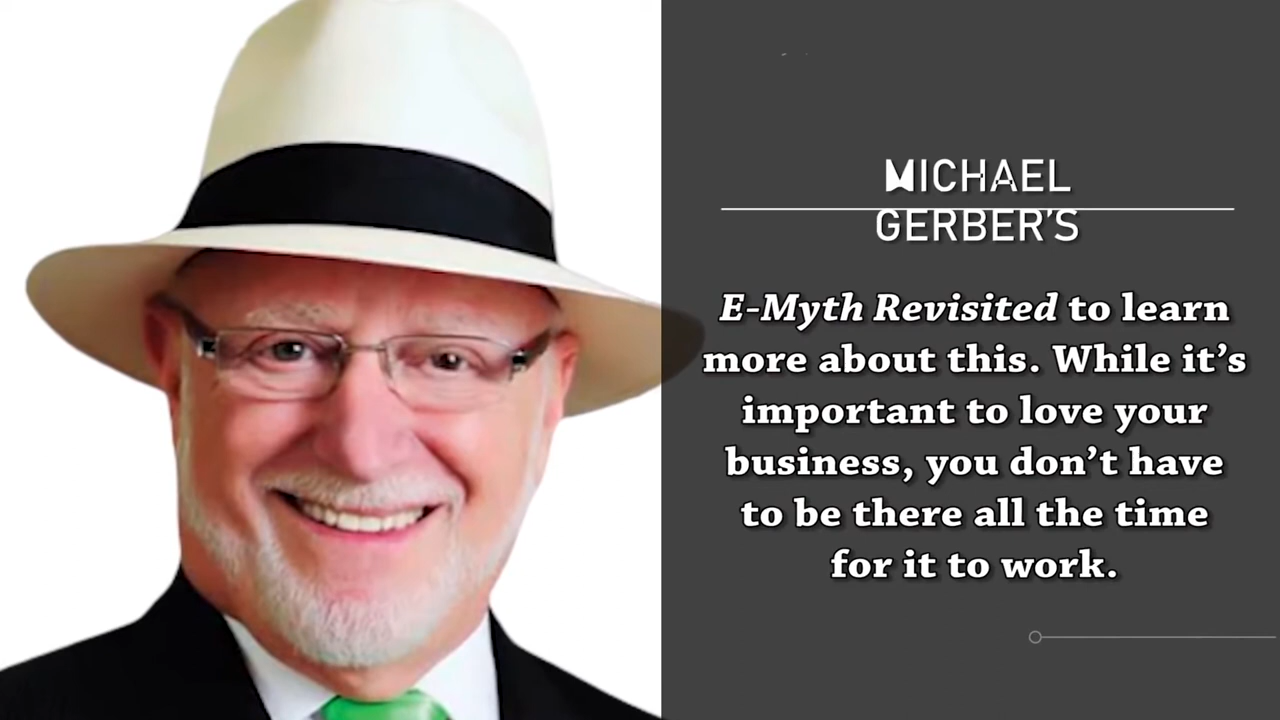 MICHAEL
GERBER’S
E-Myth Revisited to learn
more about this. While it’s
important to love your
business, you don’t have
to be there all the time
for it to work.